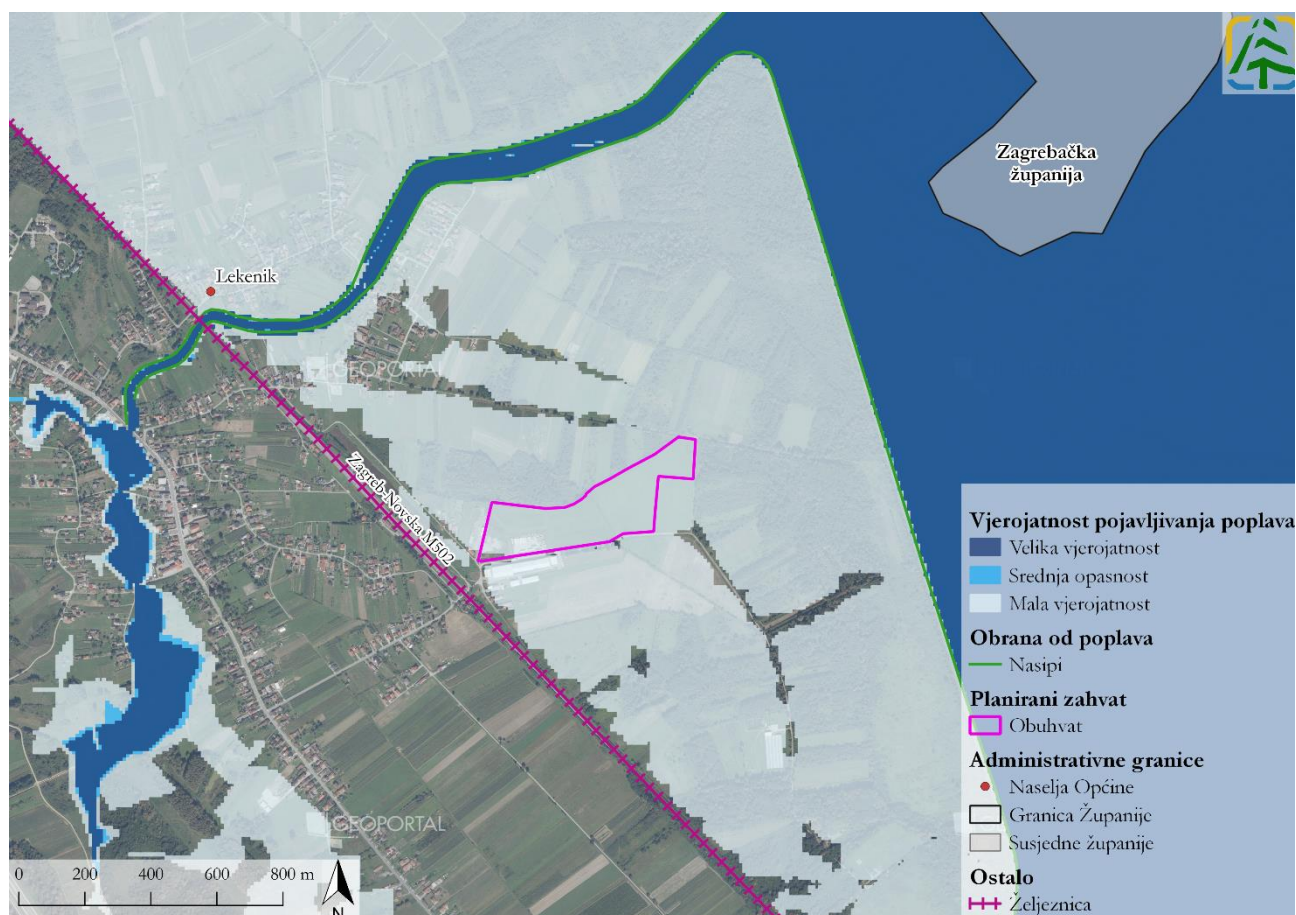 Zagrebačka
županija
Lekenik
GEOPORTAL
Zagreb-Novska M502
GEOPORTAL
Vjerojatnost pojavljivanja poplava
Velika vjerojatnost
Srednja opasnost
Mala vjerojatnost
Obrana od poplava
Nasipi
Planirani zahvat
Obuhvat
Administrativne granice
Naselja Općine
Granica Županije
Susjedne županije
Ostalo
Željeznica
0 200 400 600 800 m
N